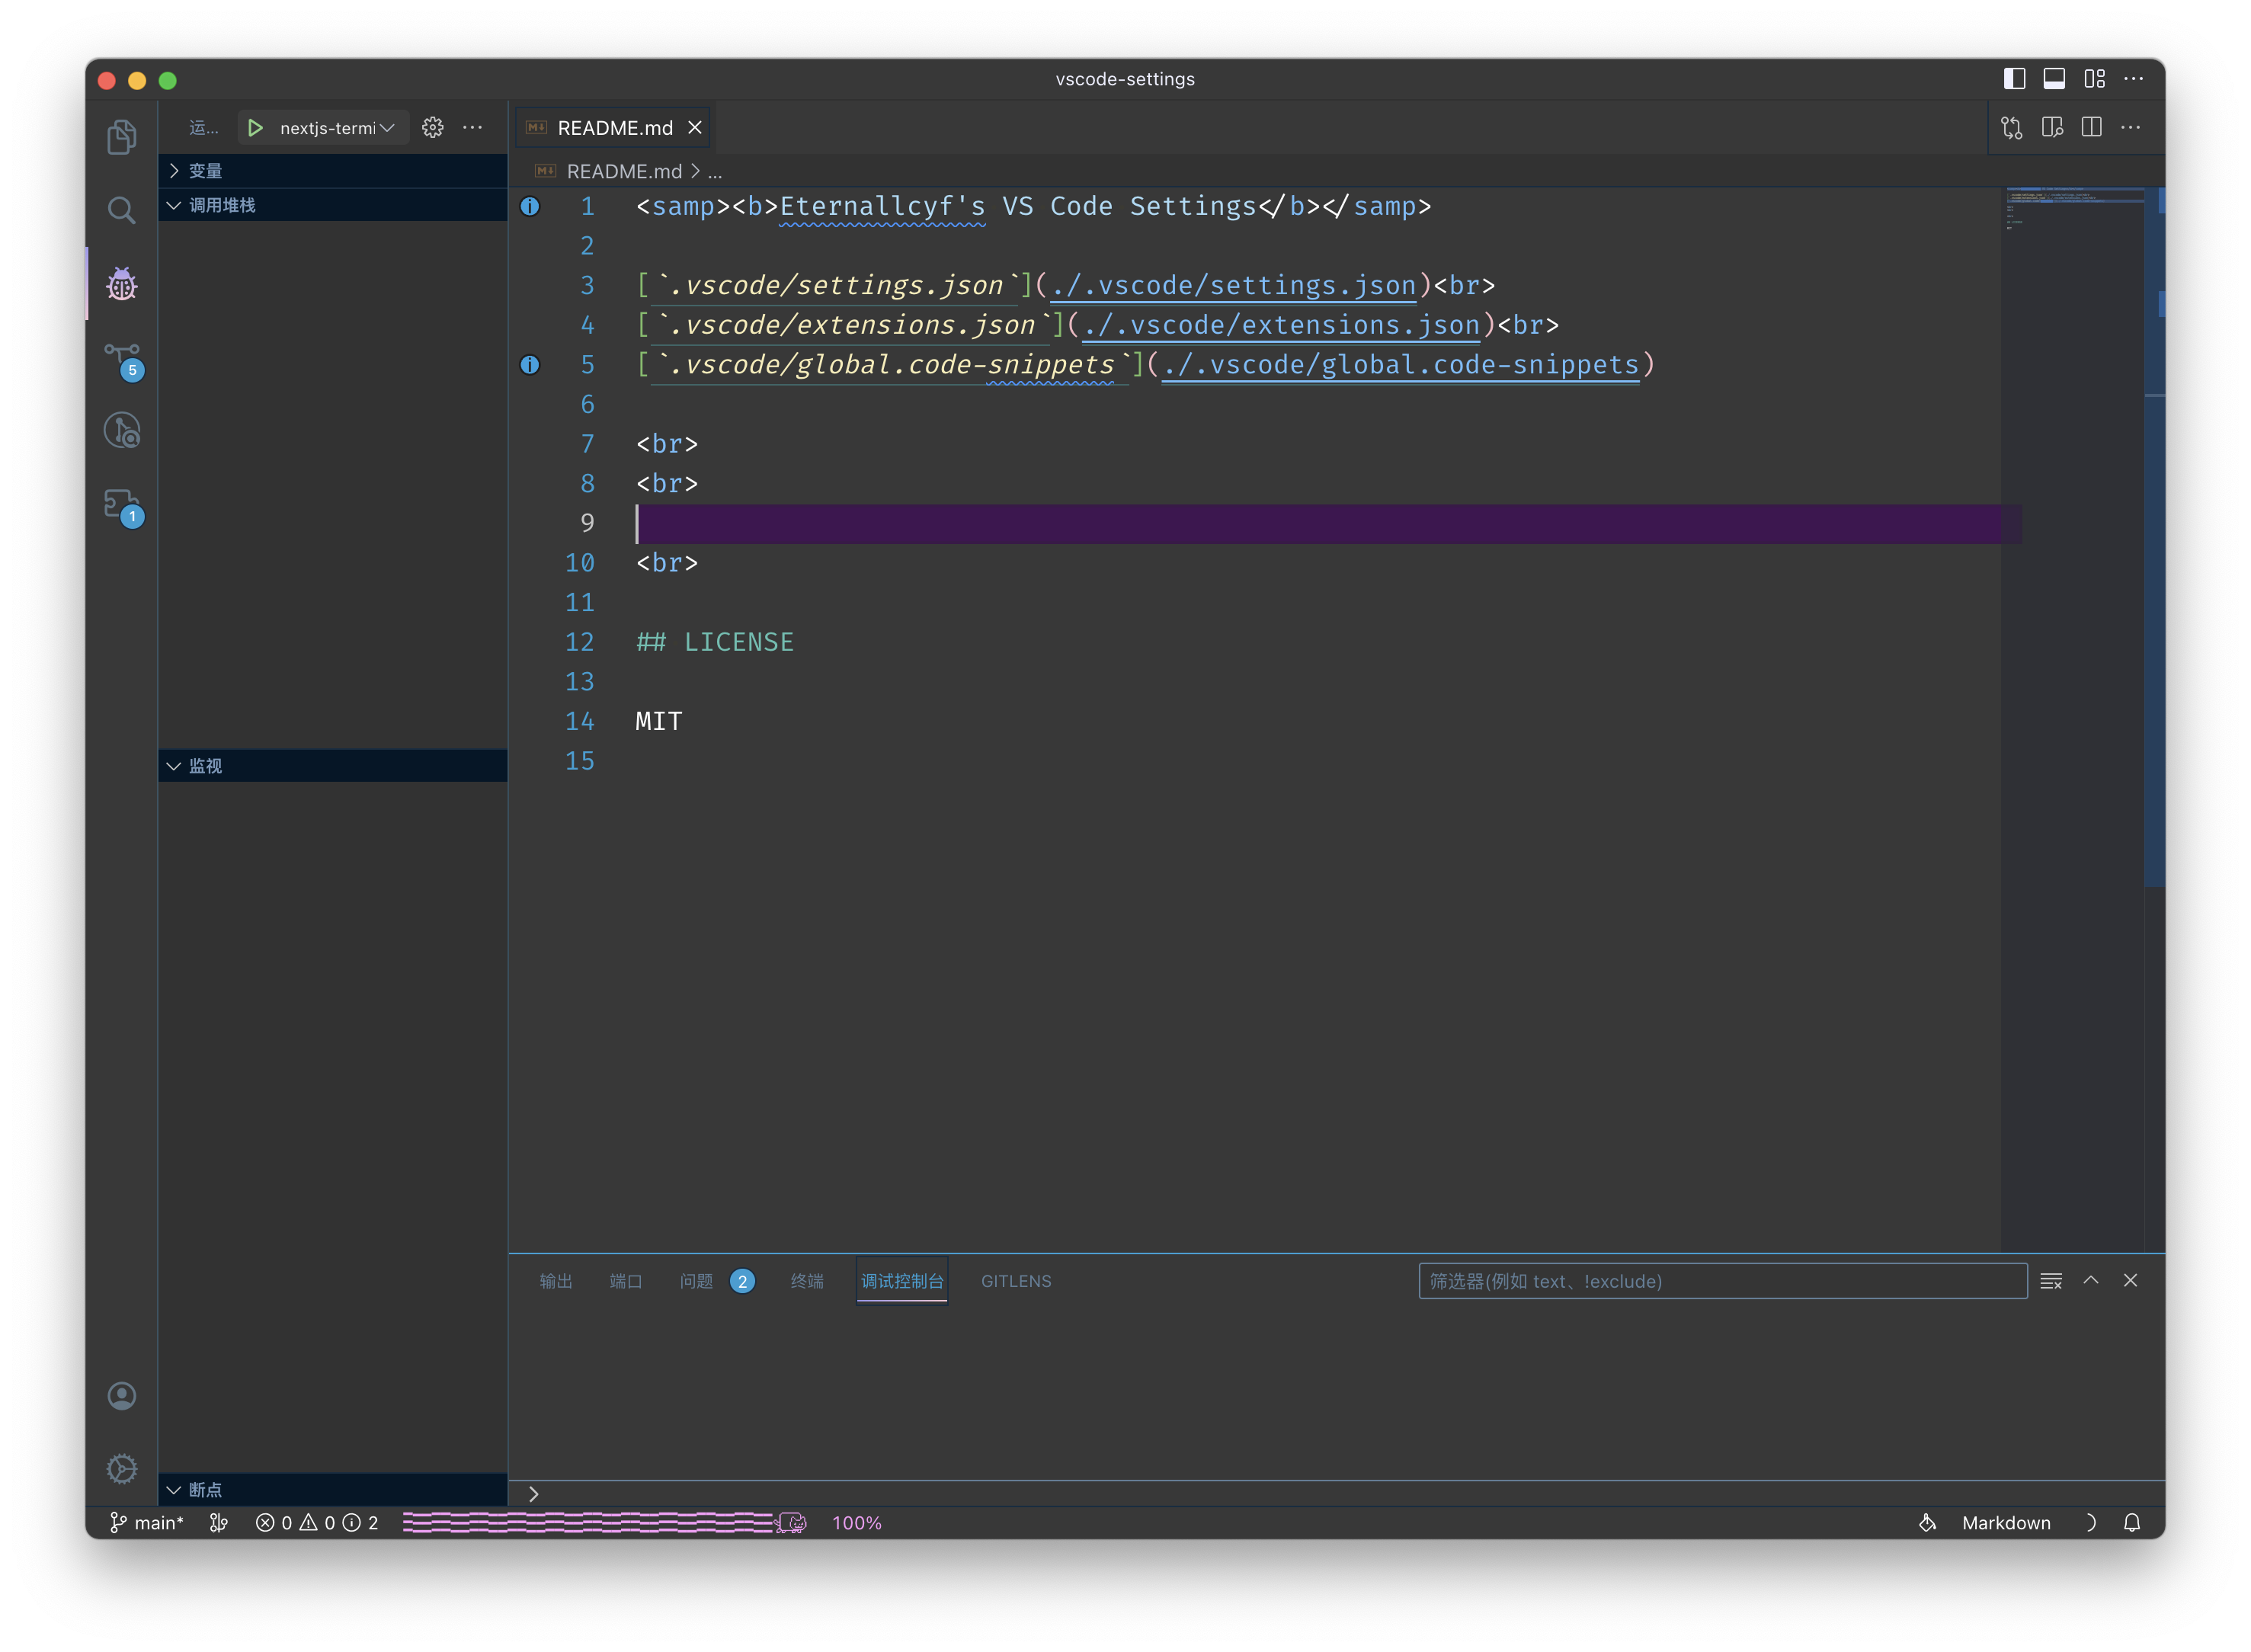 vscode-settings
运... nextjs-termi
README.md
变量
README.md > ...
调用堆栈
1 <samp><b>Eternallcyf's VS Code Settings</b></samp>
2
3 [`.vscode/settings.json`](./.vscode/settings.json)<br>
4 [`.vscode/extensions.json`](./.vscode/extensions.json)<br>
5 [`.vscode/global.code-snippets`](./.vscode/global.code-snippets)
6
7 <br>
8 <br>
9
10 <br>
11
12 ## LICENSE
13
14 MIT
15
5
1
监视
输出 端口 问题 2 终端 调试控制台 GITLENS 筛选器(例如 text、!exclude)
断点
main* 0 0 2 100% Markdown